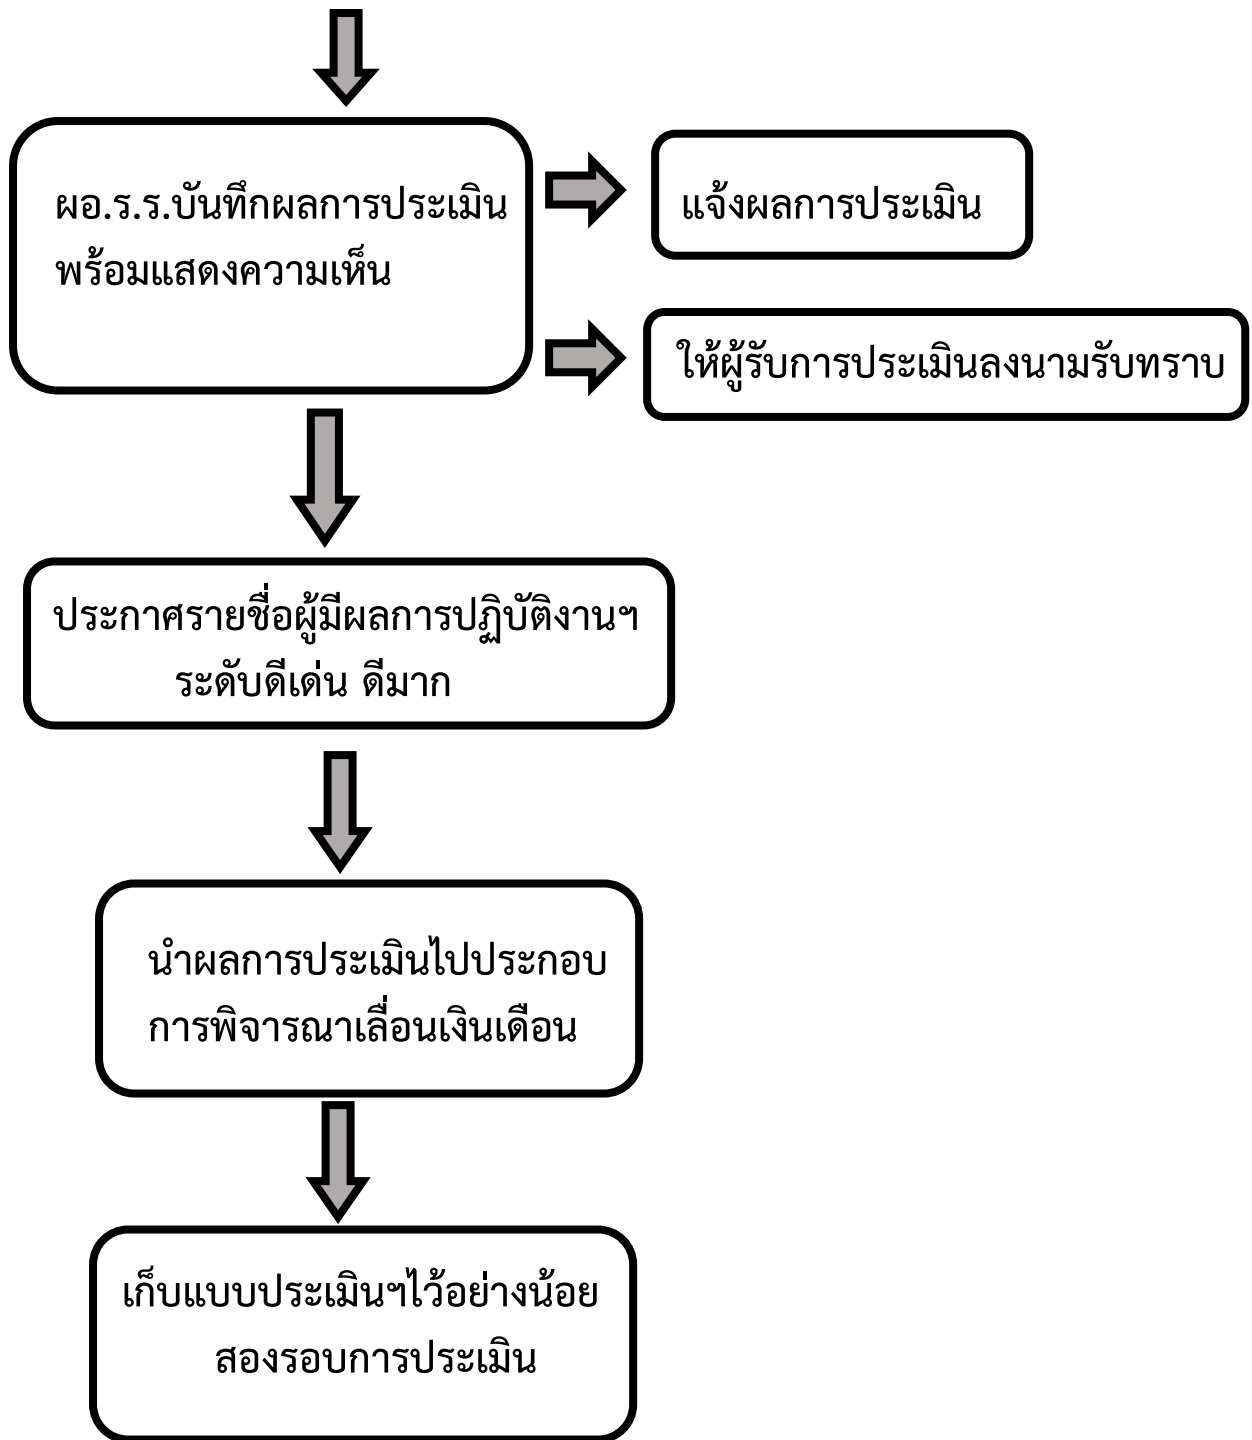 ผอ.ร.ร.บันทึกผลการประเมิน
พร้อมแสดงความเห็น
แจ้งผลการประเมิน
ให้ผู้รับการประเมินลงนามรับทราบ
ประกาศรายชื่อผู้มีผลการปฏิบัติงานฯ
ระดับดีเด่น ดีมาก
นำผลการประเมินไปประกอบ
การพิจารณาเลื่อนเงินเดือน
เก็บแบบประเมินฯไว้อย่างน้อย
สองรอบการประเมิน